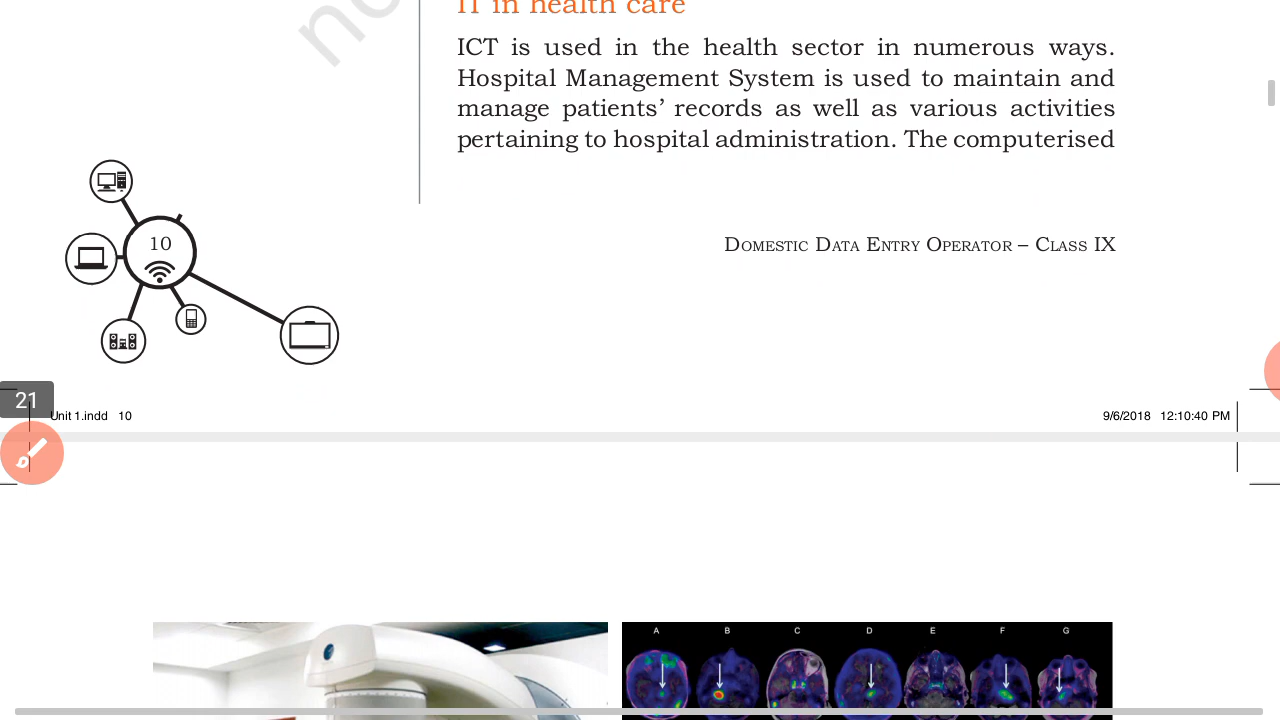 IT in health care
ICT is used in the health sector in numerous ways.
Hospital Management System is used to maintain and
manage patients’ records as well as various activities
pertaining to hospital administration. The computerised
10
Domestic Data Entry Operator – Class IX
21
Unit 1.indd 10
9/6/2018 12:10:40 PM
A B C D E F G